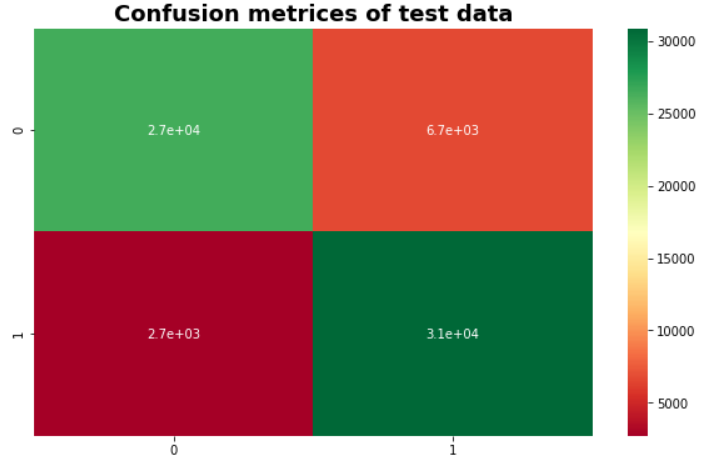 Confusion metrices of test data
0
2.7e+04
6.7e+03
1
2.7e+03
3.1e+04
0
1
30000
25000
20000
15000
10000
5000